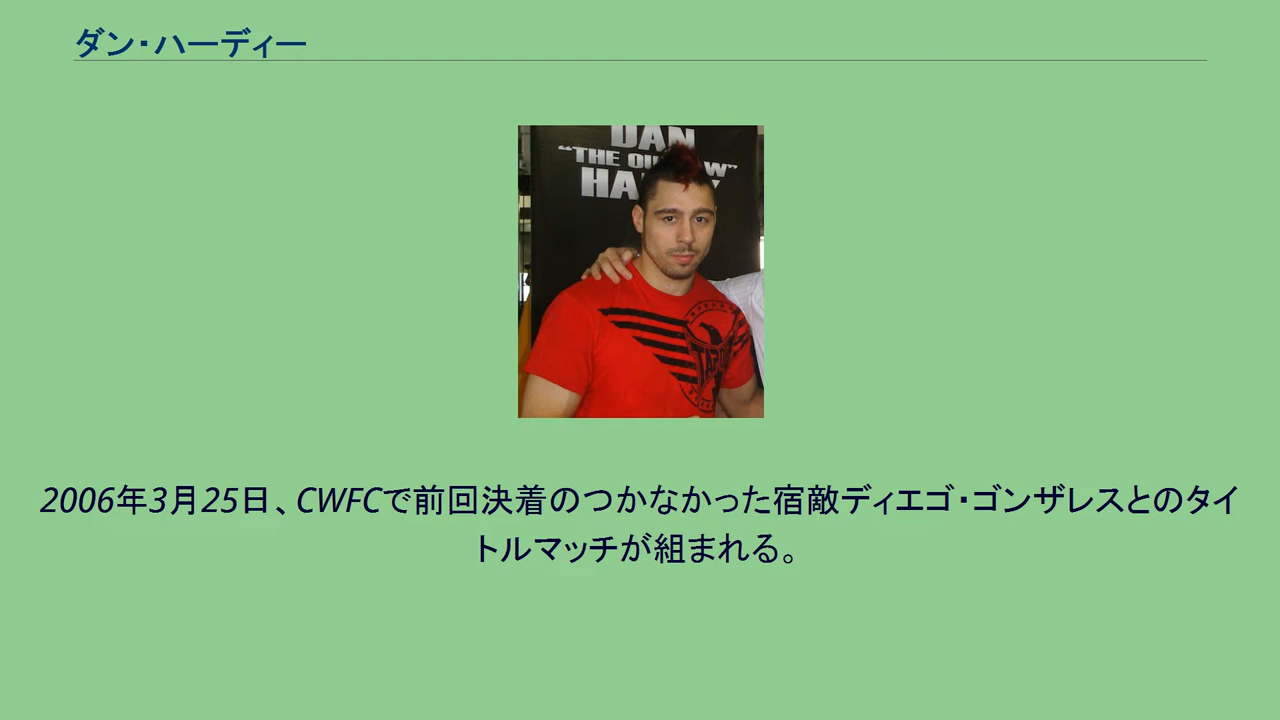 ダン・ハーディー
DAN
"THE OU W"
HA
TAPOU
2006年3月25日、CWFCで前回決着のつかなかった宿敵ディエゴ・ゴンザレスとのタイ
トルマッチが組まれる。